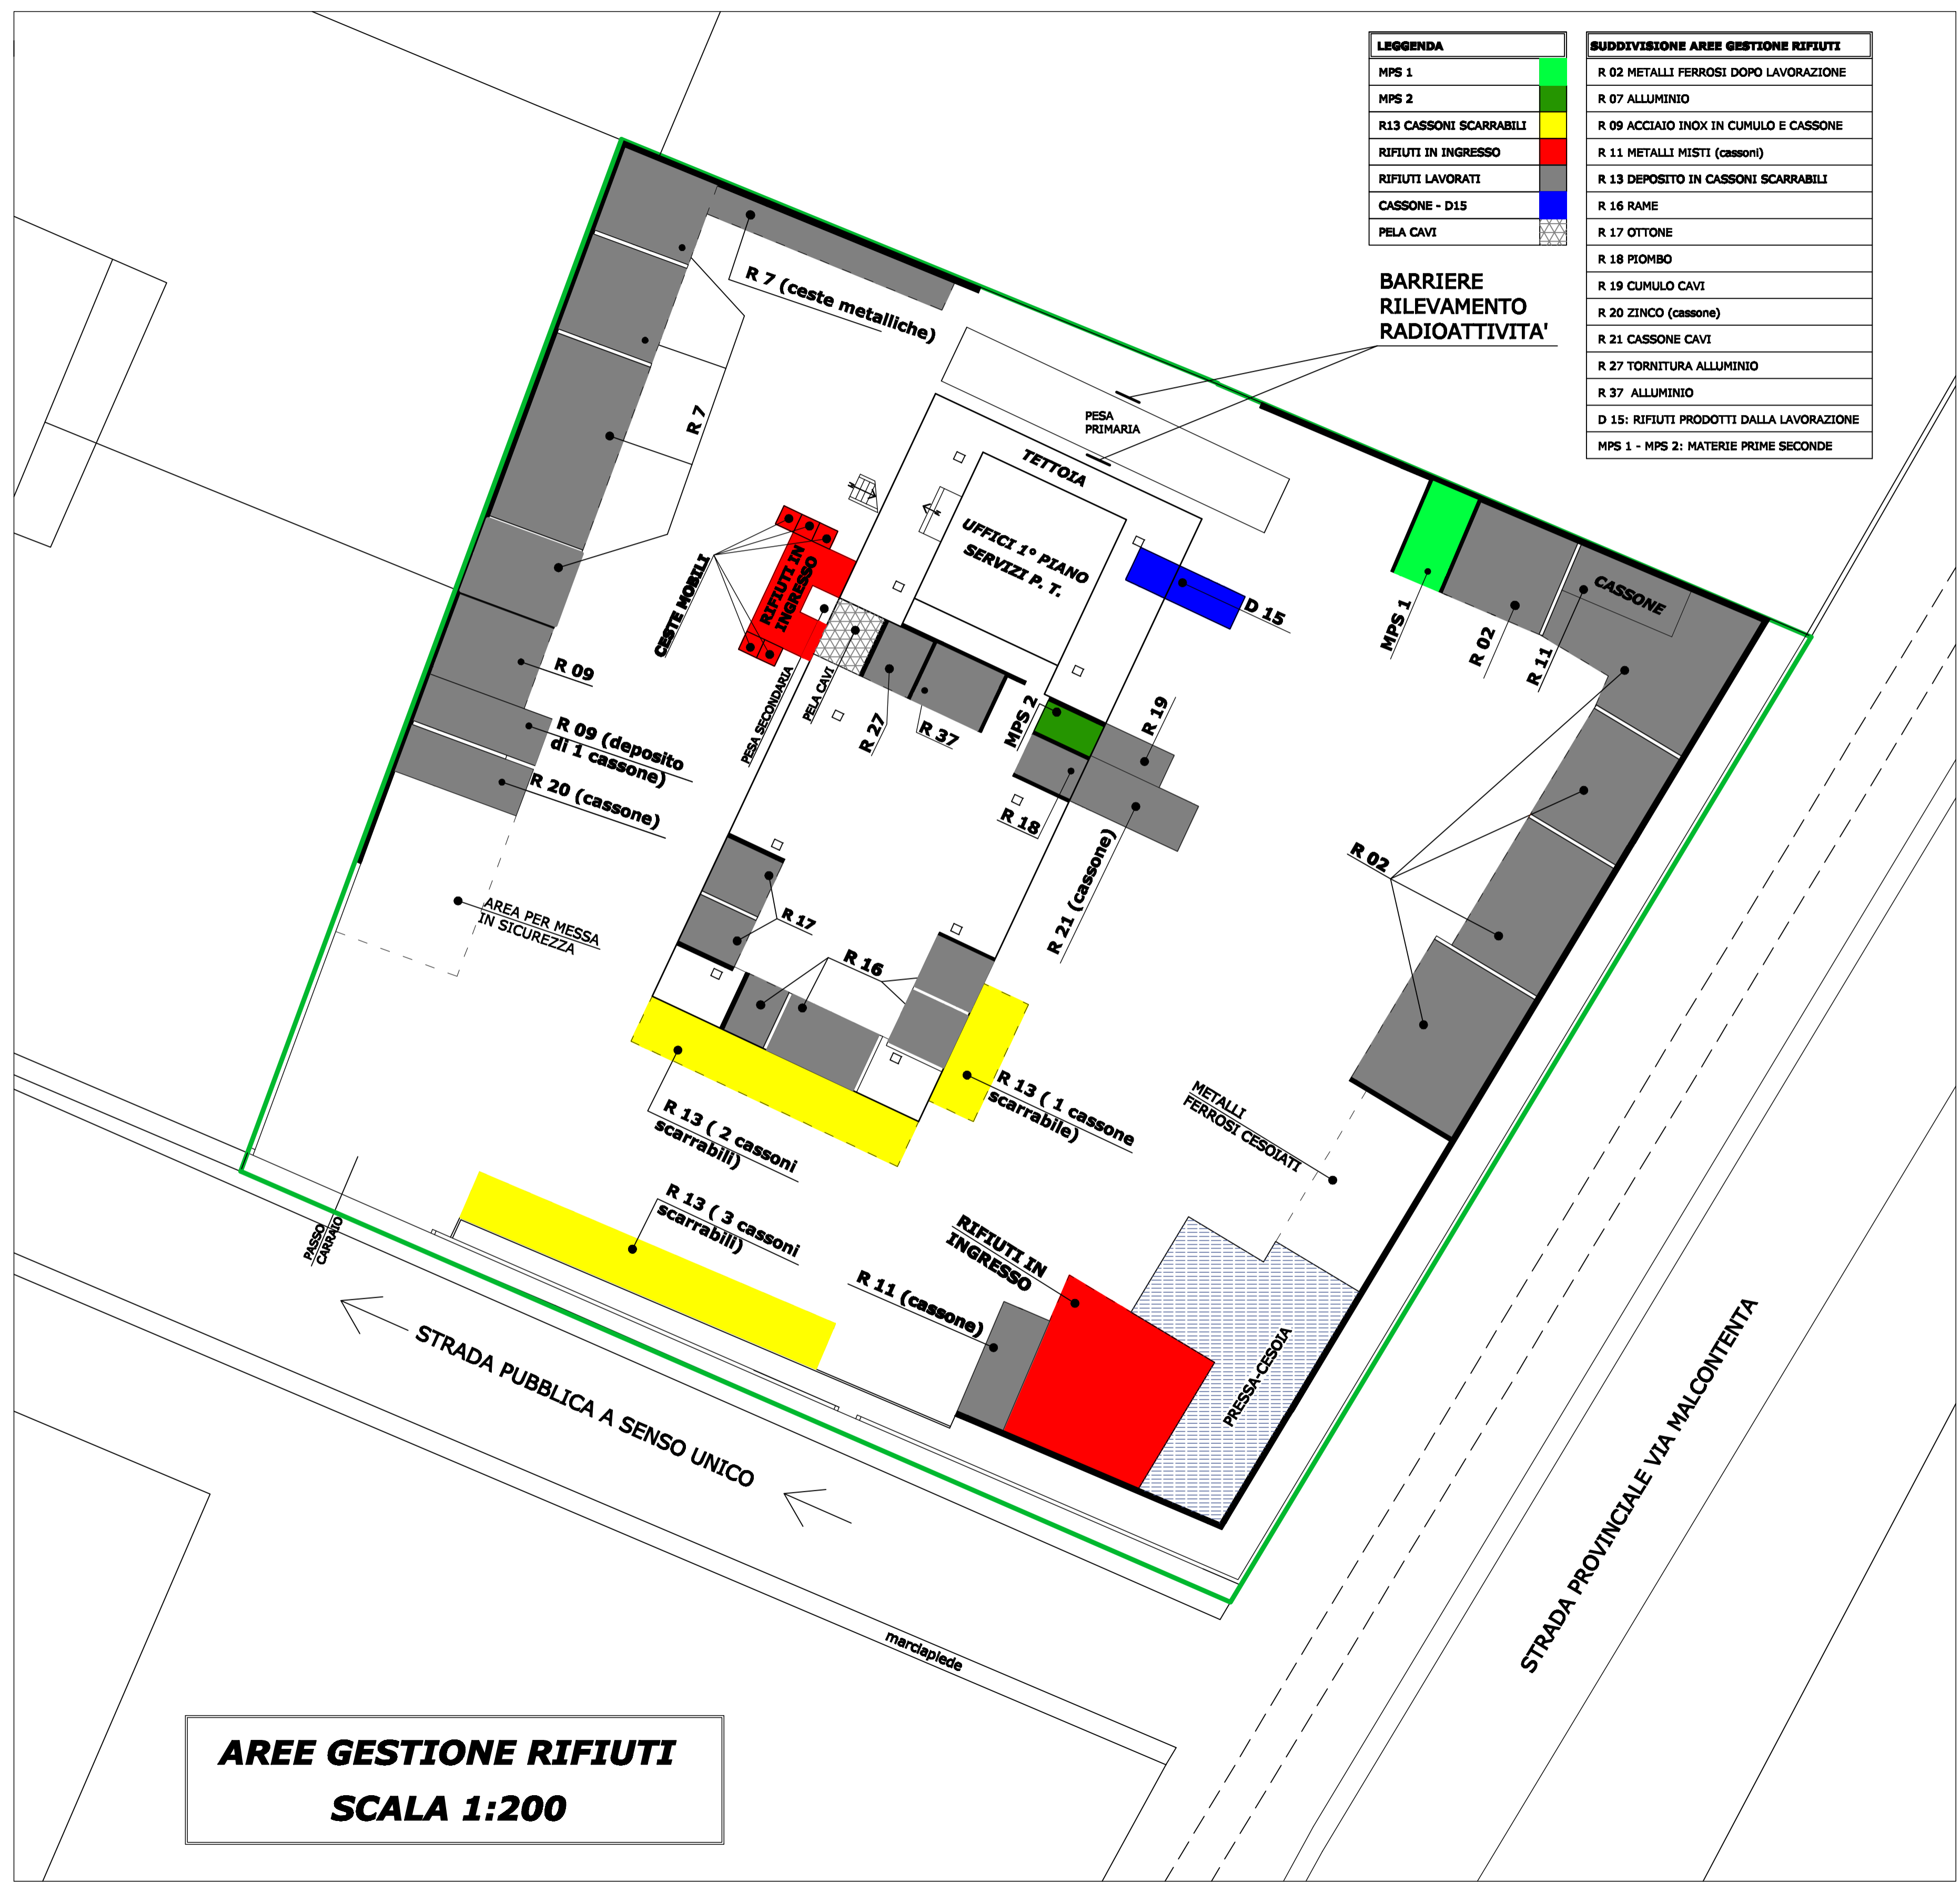 LEGGENDA
MPS 1
MPS 2
R13 CASSONI SCARRABILI
RIFIUTI IN INGRESSO
RIFIUTI LAVORATI
CASSONE - D15
PELA CAVI
SUDDIVISIONE AREE GESTIONE RIFIUTI
R 02 METALLI FERROSI DOPO LAVORAZIONE
R 07 ALLUMINIO
R 09 ACCIAIO INOX IN CUMULO E CASSONE
R 11 METALLI MISTI (cassoni)
R 13 DEPOSITO IN CASSONI SCARRABILI
R 16 RAME
R 17 OTTONE
R 18 PIOMBO
R 19 CUMULO CAVI
R 20 ZINCO (cassone)
R 21 CASSONE CAVI
R 27 TORNITURA ALLUMINIO
R 37 ALLUMINIO
D 15: RIFIUTI PRODOTTI DALLA LAVORAZIONE
MPS 1 - MPS 2: MATERIE PRIME SECONDE
BARRIERE
RILEVAMENTO
RADIOATTIVITA'
R 7 (ceste metalliche)
R 7
PESA
PRIMARIA
TETTOIA
UFFICI 1° PIANO
SERVIZI P. T.
D 15
CESTE MOBILI
RIFIUTI IN
INGRESSO
PESA SECONDARIA
PELA CAVI
R 27
R 37
MPS 2
R 19
R 18
R 21 (cassone)
MPS 1
R 02
R 11
CASSONE
R 02
R 09
R 09 (deposito
di 1 cassone)
R 20 (cassone)
AREA PER MESSA
IN SICUREZZA
R 17
R 16
R 13 ( 2 cassoni
scarrabili)
R 13 ( 1 cassone
scarrabile)
R 13 ( 3 cassoni
scarrabili)
METALLI
FERROSI CESOIATI
RIFIUTI IN
INGRESSO
R 11 (cassone)
PRESSA-CESOIA
PASSO
CARRAIO
STRADA PUBBLICA A SENSO UNICO
STRADA PROVINCIALE VIA MALCONTENTA
marciapiede
AREE GESTIONE RIFIUTI
SCALA 1:200